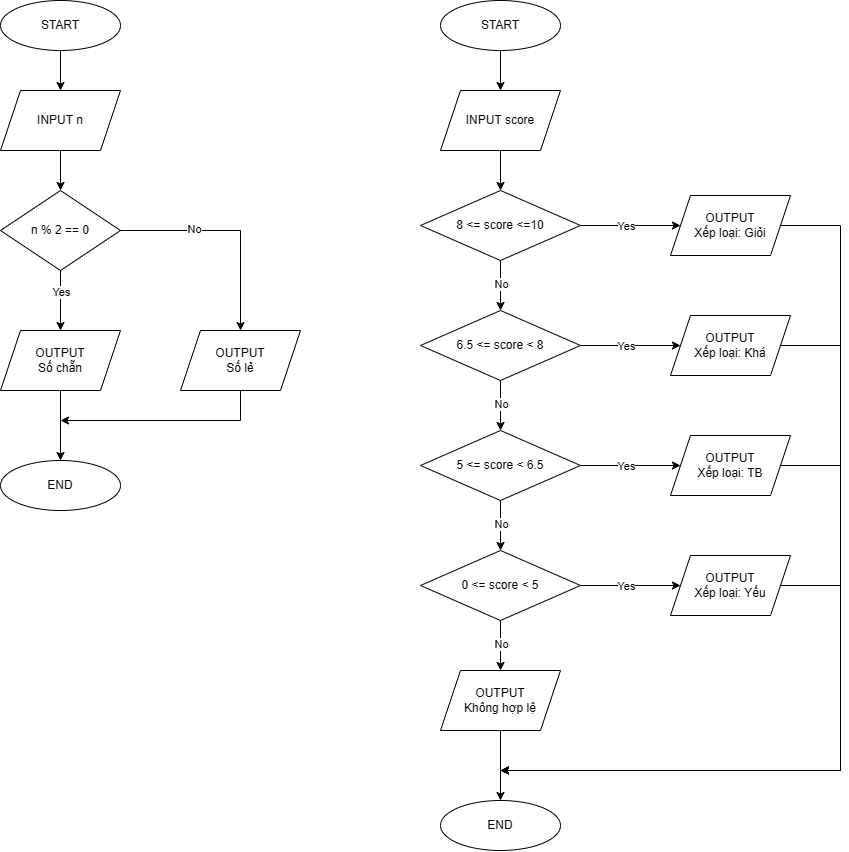 START
INPUT n
n % 2 == 0
No
Yes
OUTPUT
Số chẵn
OUTPUT
Số lẻ
END
START
INPUT score
8 <= score <=10
Yes
OUTPUT
Xếp loại: Giỏi
No
6.5 <= score < 8
Yes
OUTPUT
Xếp loại: Khá
No
5 <= score < 6.5
Yes
OUTPUT
Xếp loại: TB
No
0 <= score < 5
Yes
OUTPUT
Xếp loại: Yếu
No
OUTPUT
Không hợp lệ
END